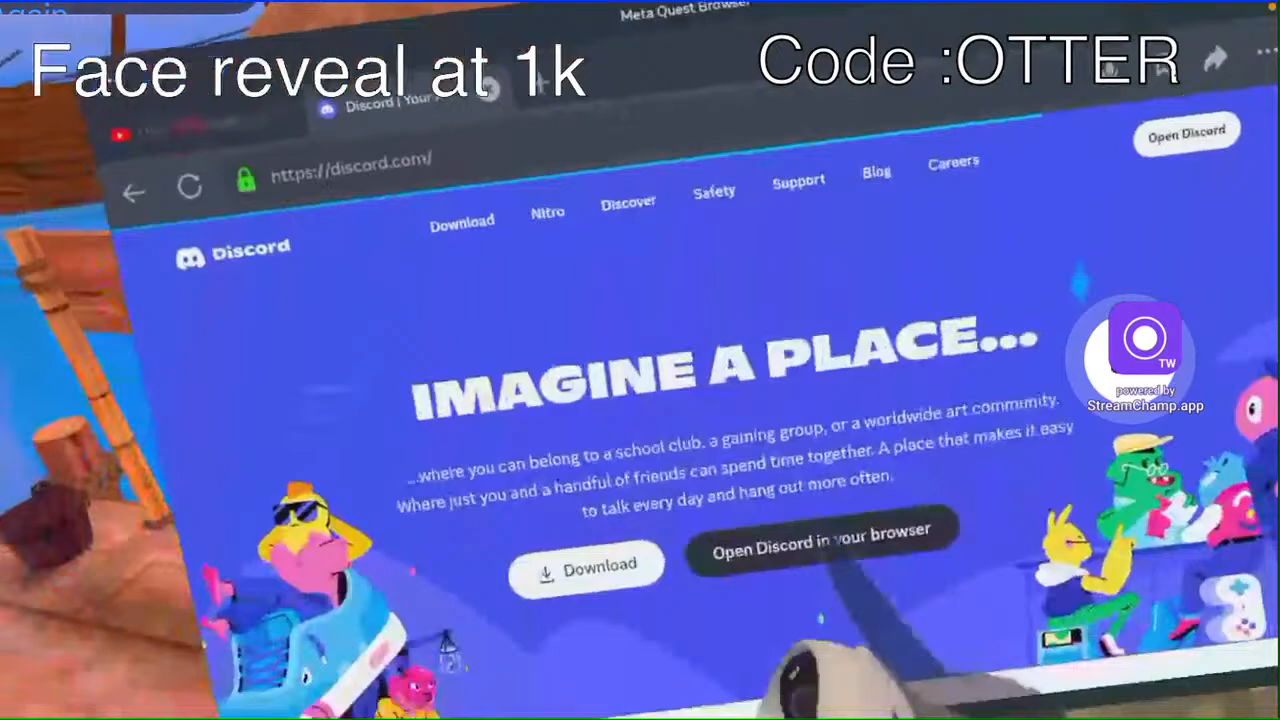 Again
Meta Quest Browser
Face reveal at 1k
Code :OTTER
Discord | Your
https://discord.com/
Open Discord
Discord
Download
Nitro
Discover
Safety
Support
Blog
Careers
IMAGINE A PLACE...
...where you can belong to a school club, a gaming group, or a worldwide art community.
Where just you and a handful of friends can spend time together. A place that makes it easy
to talk every day and hang out more often.
Download
Open Discord in your browser
TW
powered by
StreamChamp.app